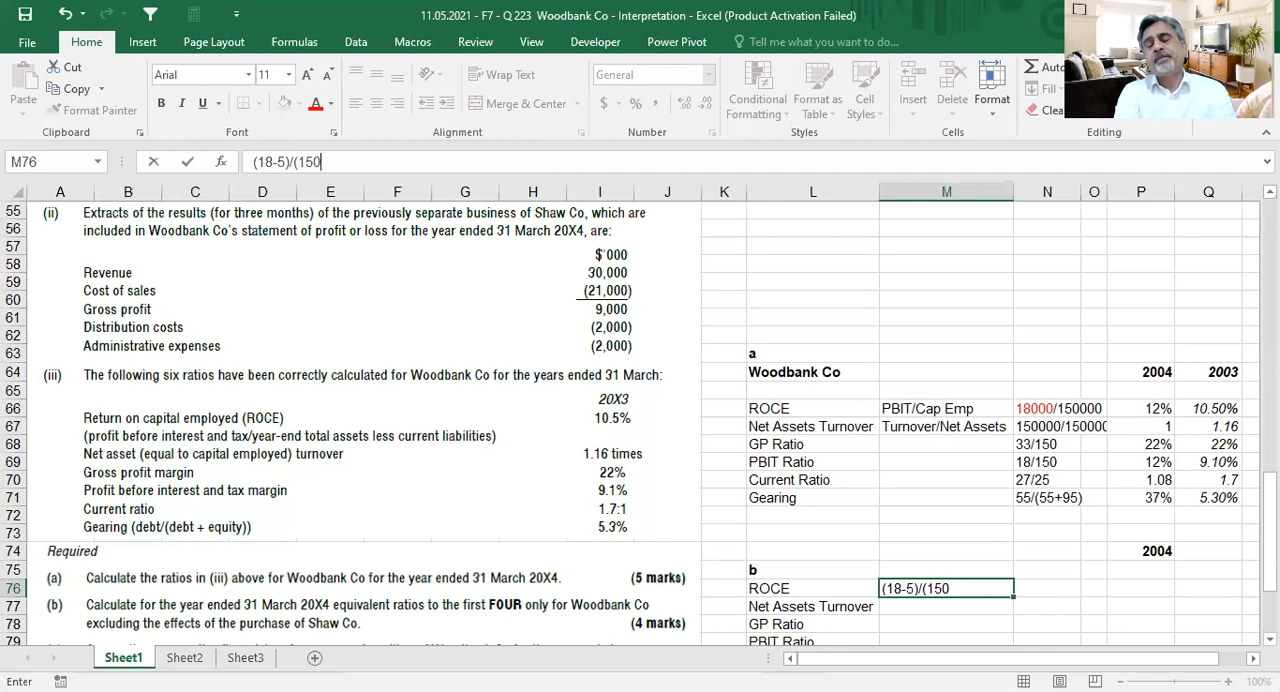 11.05.2021 - F7 - Q 223 Woodbank Co - Interpretation - Excel (Product Activation Failed)
File Home Insert Page Layout Formulas Data Macros Review View Developer Power Pivot Tell me what you want to do...
Cut
Copy
Format Painter
Paste
Arial 11
B I U
Wrap Text
Merge & Center
General
$ % ,
Conditional Formatting
Format as Table
Cell Styles
Insert Delete Format
Auto
Fill
Clea
Clipboard Font Alignment Number Styles Cells Editing
M76 fx (18-5)/(150
A B C D E F G H I J K L M N O P Q
55 (ii) Extracts of the results (for three months) of the previously separate business of Shaw Co, which are
56 included in Woodbank Co's statement of profit or loss for the year ended 31 March 20X4, are:
57
58 $'000
59 Revenue 30,000
60 Cost of sales (21,000)
61 Gross profit 9,000
62 Distribution costs (2,000)
63 Administrative expenses (2,000) a
64 (iii) The following six ratios have been correctly calculated for Woodbank Co for the years ended 31 March: Woodbank Co 2004 2003
65 20X3
66 Return on capital employed (ROCE) 10.5% ROCE PBIT/Cap Emp 18000/150000 12% 10.50%
67 (profit before interest and tax/year-end total assets less current liabilities) Net Assets Turnover Turnover/Net Assets 150000/150000 1 1.16
68 Net asset (equal to capital employed) turnover 1.16 times GP Ratio 33/150 22% 22%
69 Gross profit margin 22% PBIT Ratio 18/150 12% 9.10%
70 Profit before interest and tax margin 9.1% Current Ratio 27/25 1.08 1.7
71 Current ratio 1.7:1 Gearing 55/(55+95) 37% 5.30%
72 Gearing (debt/(debt + equity)) 5.3%
73
74 Required 2004
75 (a) Calculate the ratios in (iii) above for Woodbank Co for the year ended 31 March 20X4. (5 marks) b
76 ROCE (18-5)/(150
77 (b) Calculate for the year ended 31 March 20X4 equivalent ratios to the first FOUR only for Woodbank Co Net Assets Turnover
78 excluding the effects of the purchase of Shaw Co. (4 marks) GP Ratio
79 PBIT Ratio
Sheet1 Sheet2 Sheet3
Enter 100%